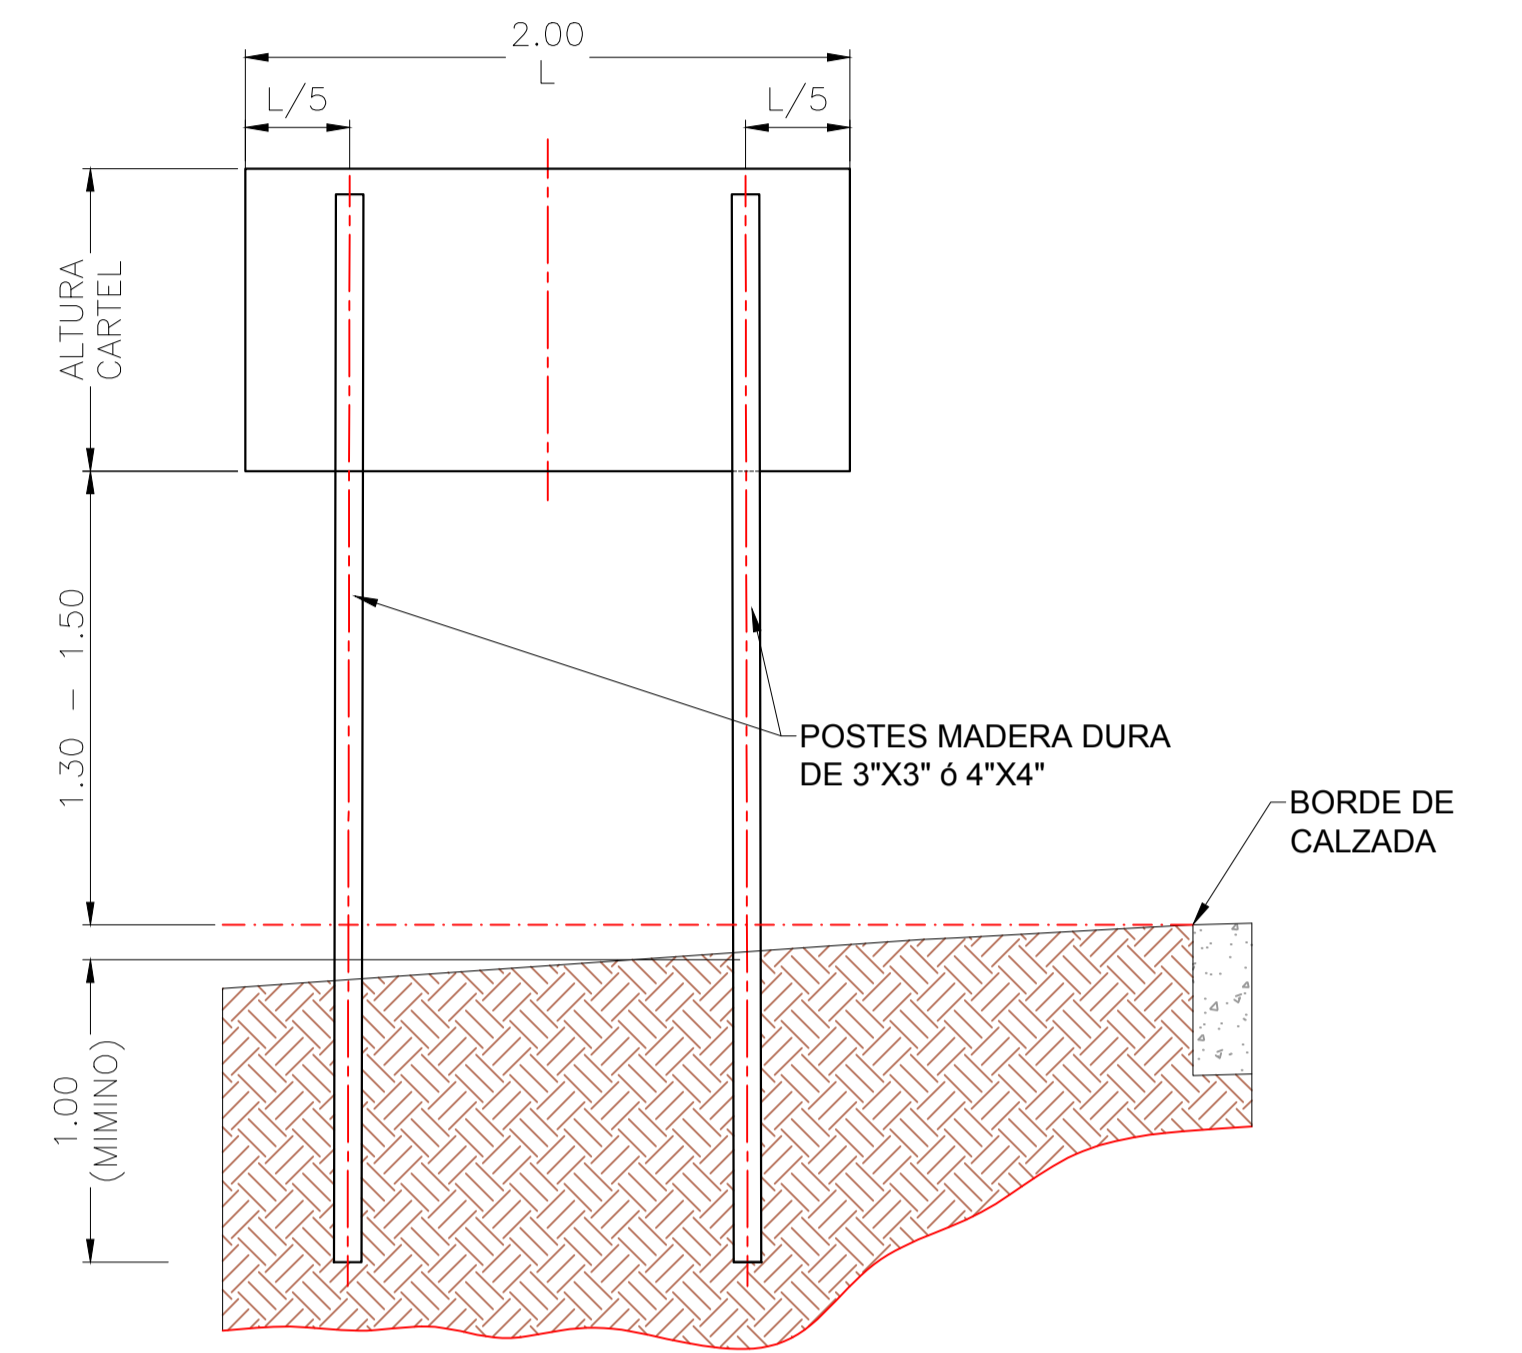 2.00
L
L/5
L/5
ALTURA
CARTEL
1.30 - 1.50
POSTES MADERA DURA
DE 3"X3" ó 4"X4"
BORDE DE
CALZADA
1.00
(MIMINO)